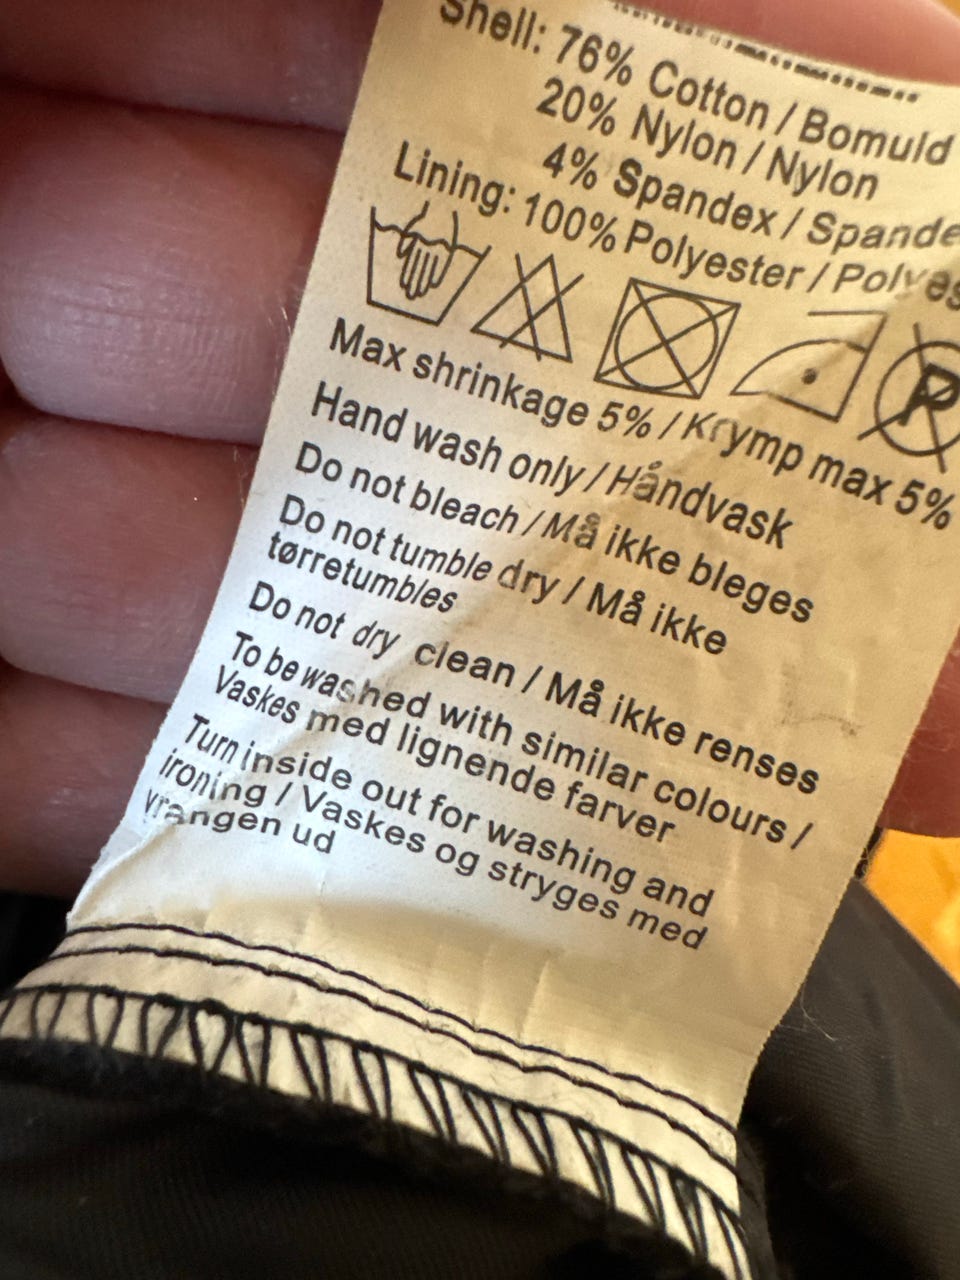 Shell: 76% Cotton / Bomuld
20% Nylon / Nylon
4% Spandex / Spande
Lining: 100% Polyester / Polyes
P
Max shrinkage 5% / Krymp max 5%
Hand wash only / Håndvask
Do not bleach / Må ikke bleges
Do not tumble dry / Må ikke
tørretumbles
Do not dry clean / Må ikke renses
To be washed with similar colours /
Vaskes med lignende farver
Turn inside out for washing and
ironing / Vaskes og stryges med
vrangen ud